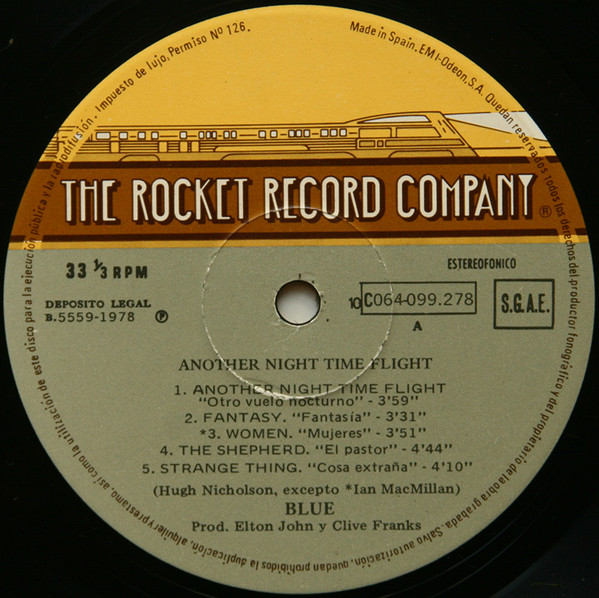 Quedan reservados todos los derechos del productor fonográfico y del propietario de la obra grabada. Salvo autorización, quedan prohibidos la duplicación, alquiler y préstamo, así como la utilización de este disco para la ejecución pública y la radiodifusión. Impuesto de lujo, Permiso Nº 126.
Made in Spain, EMI-Odeon, S.A.
THE ROCKET RECORD COMPANY ®
33 1/3 RPM
ESTEREOFONICO
DEPOSITO LEGAL
B.5559-1978 ℗
10C064-099.278
S.G.A.E.
A
ANOTHER NIGHT TIME FLIGHT
1. ANOTHER NIGHT TIME FLIGHT
"Otro vuelo nocturno" - 3'59"
2. FANTASY. "Fantasía" - 3'31"
*3. WOMEN. "Mujeres" - 3'51"
4. THE SHEPHERD. "El pastor" - 4'44"
5. STRANGE THING. "Cosa extraña" - 4'10"
(Hugh Nicholson, excepto *Ian MacMillan)
BLUE
Prod. Elton John y Clive Franks